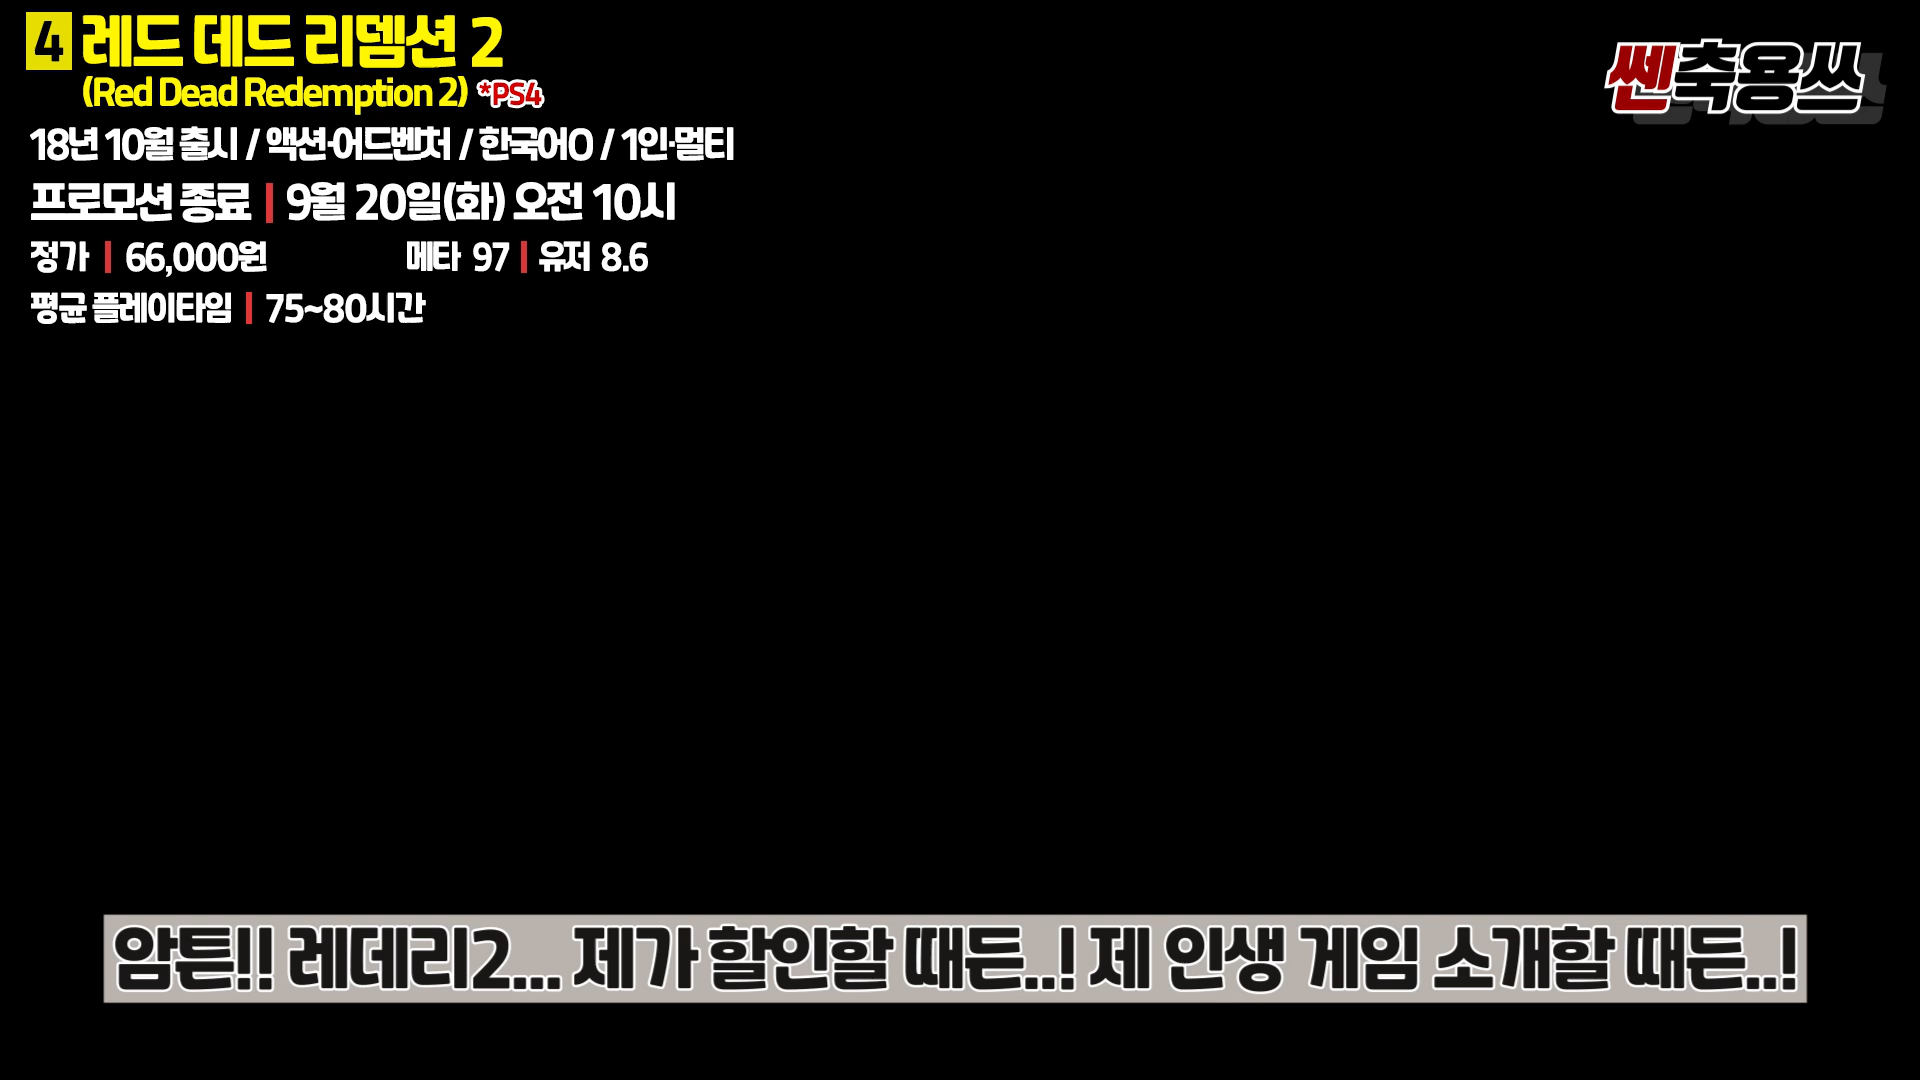 4 레드 데드 리뎀션 2
(Red Dead Redemption 2) *PS4
쎈축용쓰
18년 10월 출시 / 액션·어드벤처 / 한국어O / 1인·멀티
프로모션 종료 | 9월 20일(화) 오전 10시
정가 | 66,000원 메타 97 | 유저 8.6
평균 플레이타임 | 75~80시간
암튼!! 레데리2... 제가 할인할 때든..! 제 인생 게임 소개할 때든..!